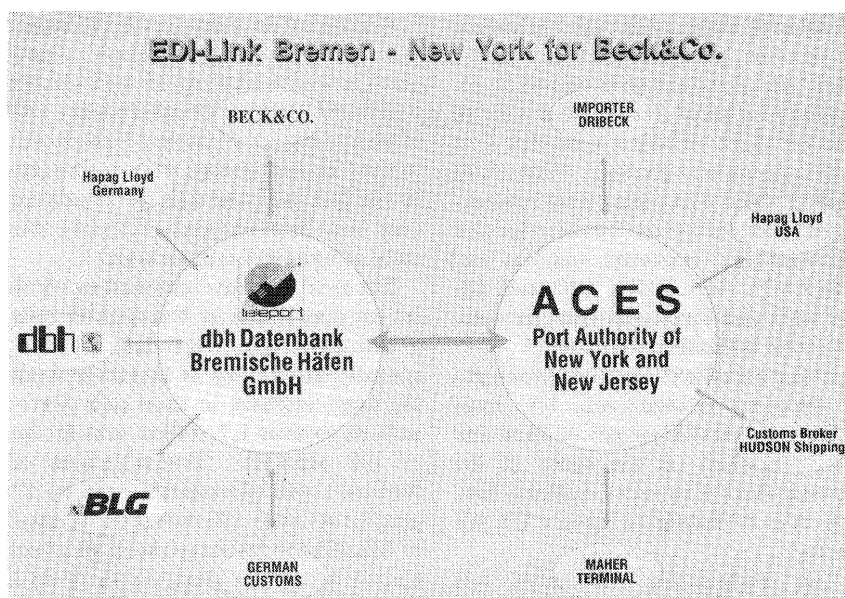 EDI-Link Bremen - New York for Beck&Co.
BECK&CO.
IMPORTER
DRIBECK
Hapag Lloyd
Germany
Hapag Lloyd
USA
teleport
dbh Datenbank
Bremische Häfen
GmbH
ACES
Port Authority of
New York and
New Jersey
dbh
Customs Broker
HUDSON Shipping
BLG
GERMAN
CUSTOMS
MAHER
TERMINAL